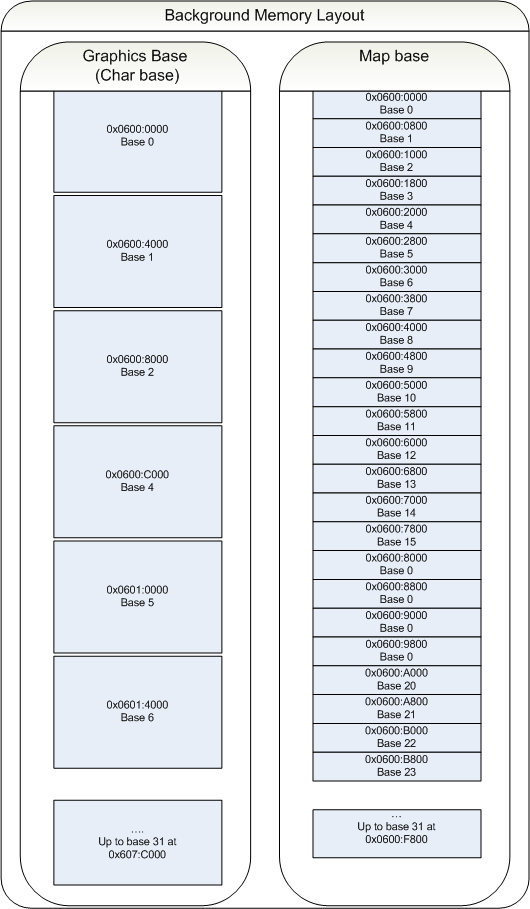 Background Memory Layout
Graphics Base
(Char base)
0x0600:0000
Base 0
0x0600:4000
Base 1
0x0600:8000
Base 2
0x0600:C000
Base 4
0x0601:0000
Base 5
0x0601:4000
Base 6
....
Up to base 31 at
0x607:C000
Map base
0x0600:0000
Base 0
0x0600:0800
Base 1
0x0600:1000
Base 2
0x0600:1800
Base 3
0x0600:2000
Base 4
0x0600:2800
Base 5
0x0600:3000
Base 6
0x0600:3800
Base 7
0x0600:4000
Base 8
0x0600:4800
Base 9
0x0600:5000
Base 10
0x0600:5800
Base 11
0x0600:6000
Base 12
0x0600:6800
Base 13
0x0600:7000
Base 14
0x0600:7800
Base 15
0x0600:8000
Base 0
0x0600:8800
Base 0
0x0600:9000
Base 0
0x0600:9800
Base 0
0x0600:A000
Base 20
0x0600:A800
Base 21
0x0600:B000
Base 22
0x0600:B800
Base 23
...
Up to base 31 at
0x0600:F800